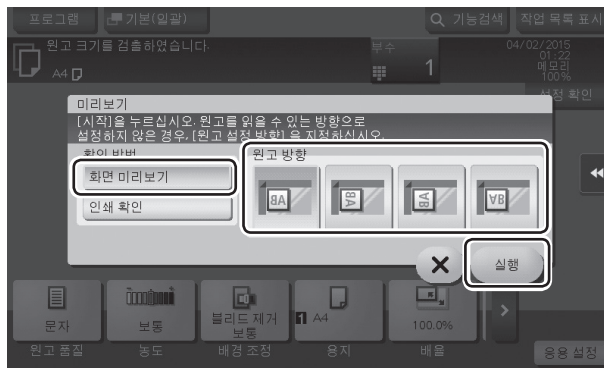 프로그램
기본(일괄)
기능검색
작업 목록 표시
원고 크기를 검출하였습니다.
A4
부수
1
04/02/2015
01:22
메모리
100%
설정 확인
미리보기
[시작]을 누르십시오. 원고를 읽을 수 있는 방향으로
설정하지 않은 경우, [원고 설정 방향] 을 지정하십시오.
확인 방법
원고 방향
화면 미리보기
인쇄 확인
AB
AB
AB
AB
실행
문자
보통
블리드 제거
보통
1 A4
100.0%
원고 품질
농도
배경 조정
용지
배율
응용 설정